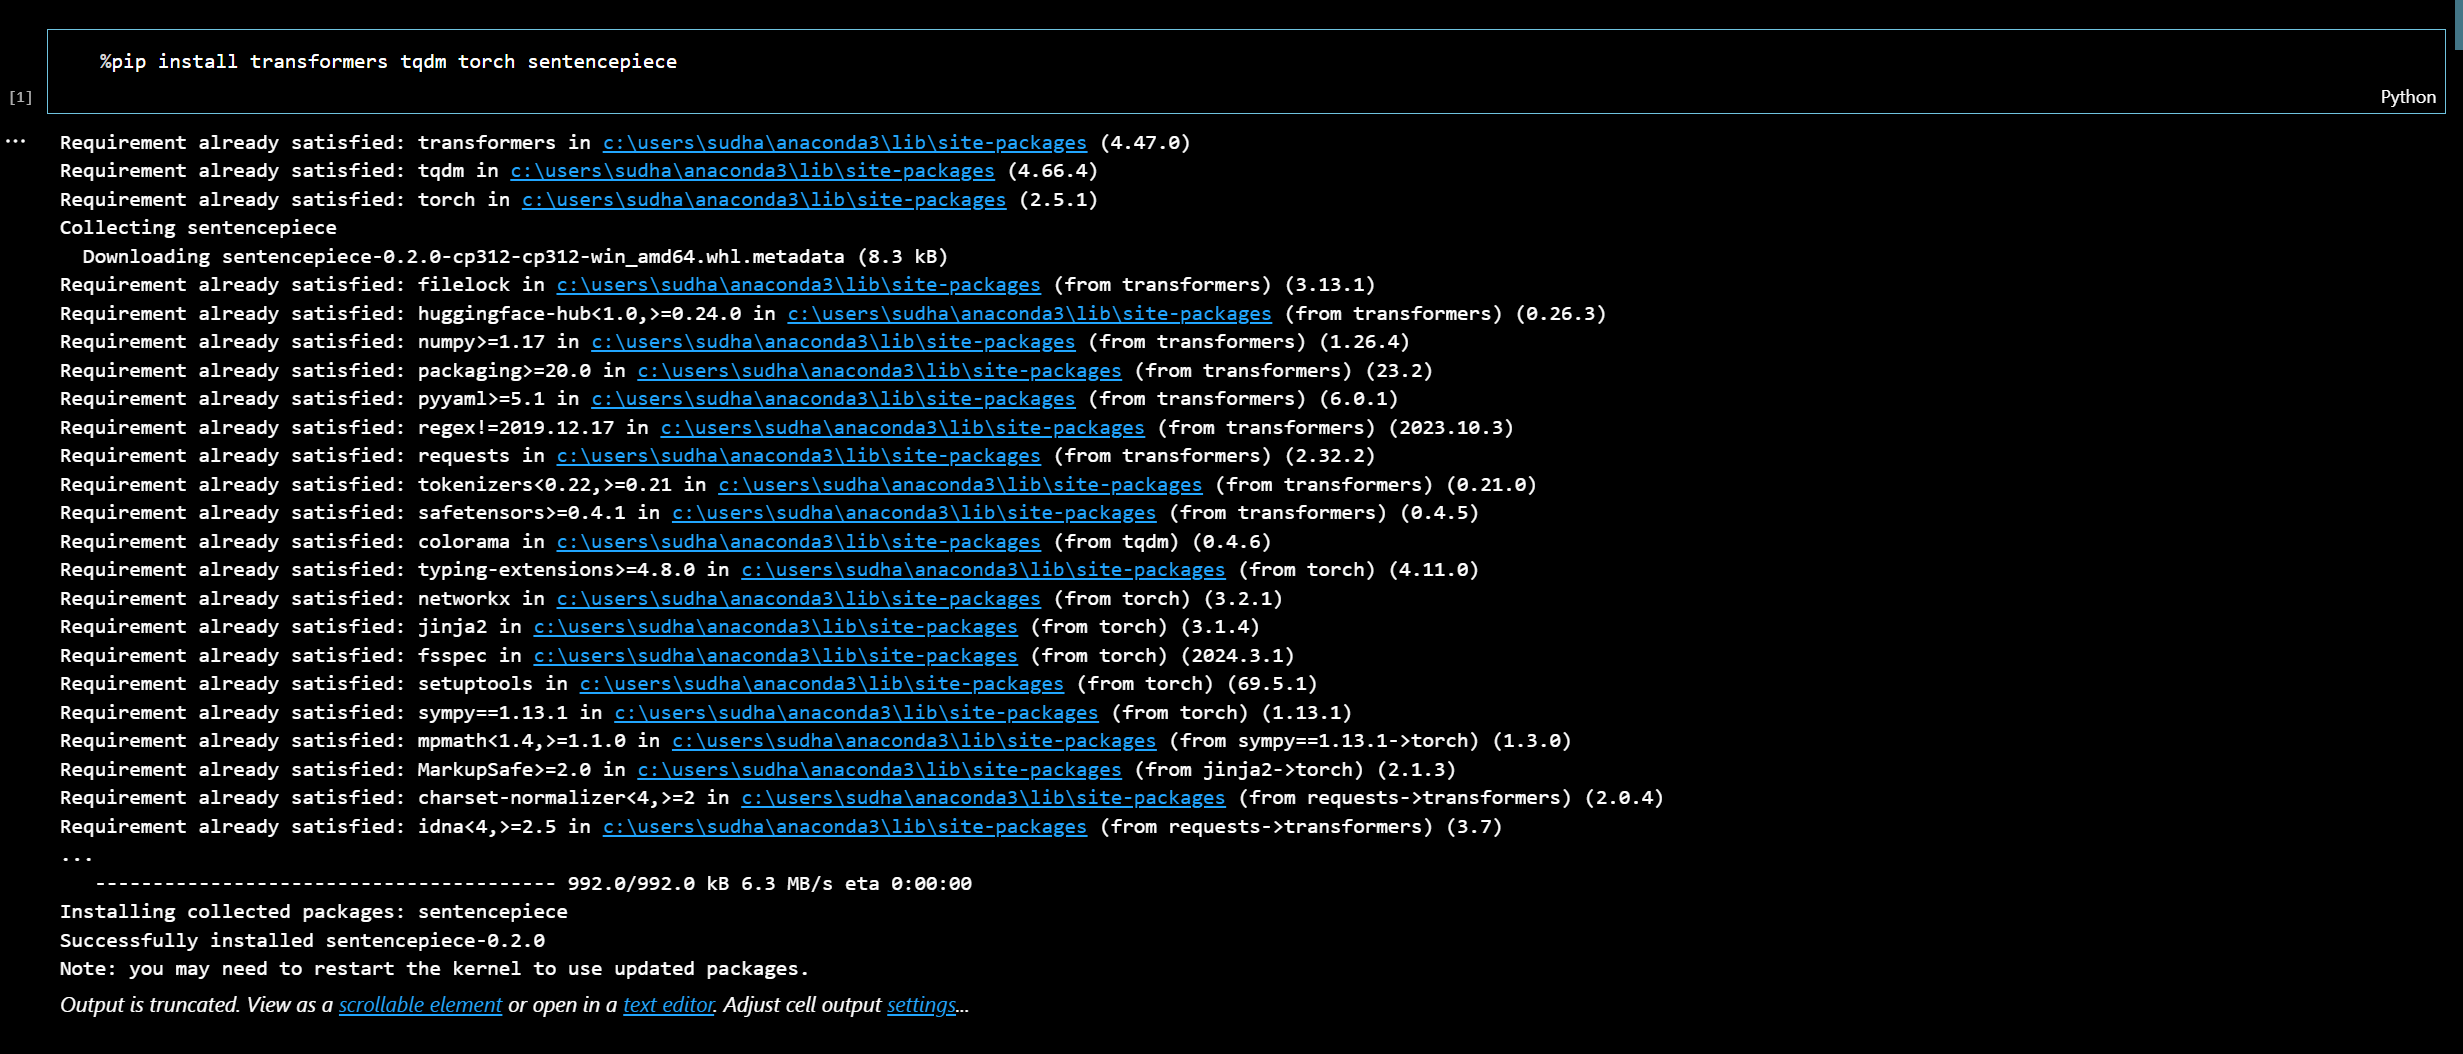 %pip install transformers tqdm torch sentencepiece
[1]
Python
...
Requirement already satisfied: transformers in c:\users\sudha\anaconda3\lib\site-packages (4.47.0)
Requirement already satisfied: tqdm in c:\users\sudha\anaconda3\lib\site-packages (4.66.4)
Requirement already satisfied: torch in c:\users\sudha\anaconda3\lib\site-packages (2.5.1)
Collecting sentencepiece
  Downloading sentencepiece-0.2.0-cp312-cp312-win_amd64.whl.metadata (8.3 kB)
Requirement already satisfied: filelock in c:\users\sudha\anaconda3\lib\site-packages (from transformers) (3.13.1)
Requirement already satisfied: huggingface-hub<1.0,>=0.24.0 in c:\users\sudha\anaconda3\lib\site-packages (from transformers) (0.26.3)
Requirement already satisfied: numpy>=1.17 in c:\users\sudha\anaconda3\lib\site-packages (from transformers) (1.26.4)
Requirement already satisfied: packaging>=20.0 in c:\users\sudha\anaconda3\lib\site-packages (from transformers) (23.2)
Requirement already satisfied: pyyaml>=5.1 in c:\users\sudha\anaconda3\lib\site-packages (from transformers) (6.0.1)
Requirement already satisfied: regex!=2019.12.17 in c:\users\sudha\anaconda3\lib\site-packages (from transformers) (2023.10.3)
Requirement already satisfied: requests in c:\users\sudha\anaconda3\lib\site-packages (from transformers) (2.32.2)
Requirement already satisfied: tokenizers<0.22,>=0.21 in c:\users\sudha\anaconda3\lib\site-packages (from transformers) (0.21.0)
Requirement already satisfied: safetensors>=0.4.1 in c:\users\sudha\anaconda3\lib\site-packages (from transformers) (0.4.5)
Requirement already satisfied: colorama in c:\users\sudha\anaconda3\lib\site-packages (from tqdm) (0.4.6)
Requirement already satisfied: typing-extensions>=4.8.0 in c:\users\sudha\anaconda3\lib\site-packages (from torch) (4.11.0)
Requirement already satisfied: networkx in c:\users\sudha\anaconda3\lib\site-packages (from torch) (3.2.1)
Requirement already satisfied: jinja2 in c:\users\sudha\anaconda3\lib\site-packages (from torch) (3.1.4)
Requirement already satisfied: fsspec in c:\users\sudha\anaconda3\lib\site-packages (from torch) (2024.3.1)
Requirement already satisfied: setuptools in c:\users\sudha\anaconda3\lib\site-packages (from torch) (69.5.1)
Requirement already satisfied: sympy==1.13.1 in c:\users\sudha\anaconda3\lib\site-packages (from torch) (1.13.1)
Requirement already satisfied: mpmath<1.4,>=1.1.0 in c:\users\sudha\anaconda3\lib\site-packages (from sympy==1.13.1->torch) (1.3.0)
Requirement already satisfied: MarkupSafe>=2.0 in c:\users\sudha\anaconda3\lib\site-packages (from jinja2->torch) (2.1.3)
Requirement already satisfied: charset-normalizer<4,>=2 in c:\users\sudha\anaconda3\lib\site-packages (from requests->transformers) (2.0.4)
Requirement already satisfied: idna<4,>=2.5 in c:\users\sudha\anaconda3\lib\site-packages (from requests->transformers) (3.7)
...
   ---------------------------------------- 992.0/992.0 kB 6.3 MB/s eta 0:00:00
Installing collected packages: sentencepiece
Successfully installed sentencepiece-0.2.0
Note: you may need to restart the kernel to use updated packages.
Output is truncated. View as a scrollable element or open in a text editor. Adjust cell output settings...